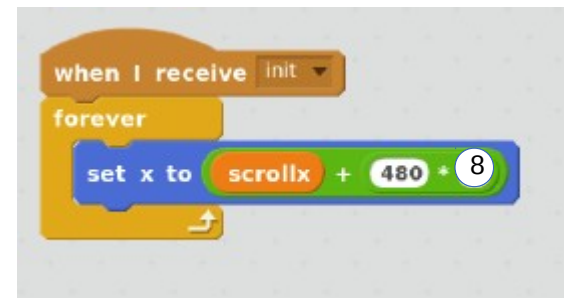 when I receive init
forever
set x to scrollx + 480 * 8